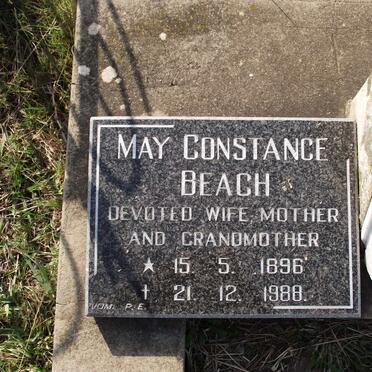 MAY CONSTANCE
BEACH
DEVOTED WIFE, MOTHER
AND GRANDMOTHER
★ 15. 5. 1896
† 21. 12. 1988.
P.E.